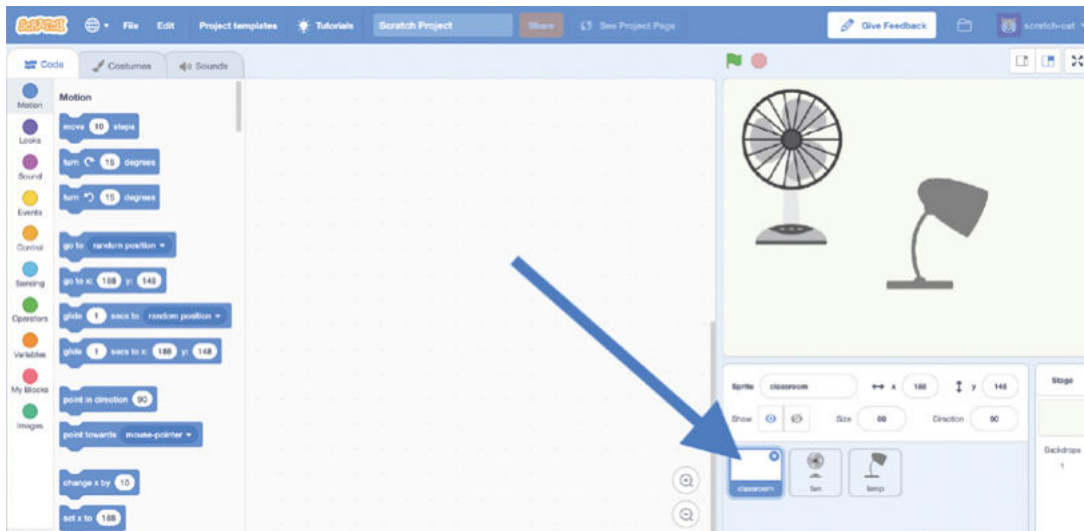 SCRATCH File Edit Project templates Tutorials Scratch Project Share See Project Page Give Feedback scratch-cat
Code Costumes Sounds
Motion
Looks
Sound
Events
Control
Sensing
Operators
Variables
My Blocks
Images
Motion
move 10 steps
turn 15 degrees
turn 15 degrees
go to random position
go to x: 188 y: 148
glide 1 secs to random position
glide 1 secs to x: 188 y: 148
point in direction 90
point towards mouse-pointer
change x by 10
set x to 188
Sprite classroom x 188 y 148
Show Size 60 Direction 90
classroom fan lamp
Stage
Backdrops
1